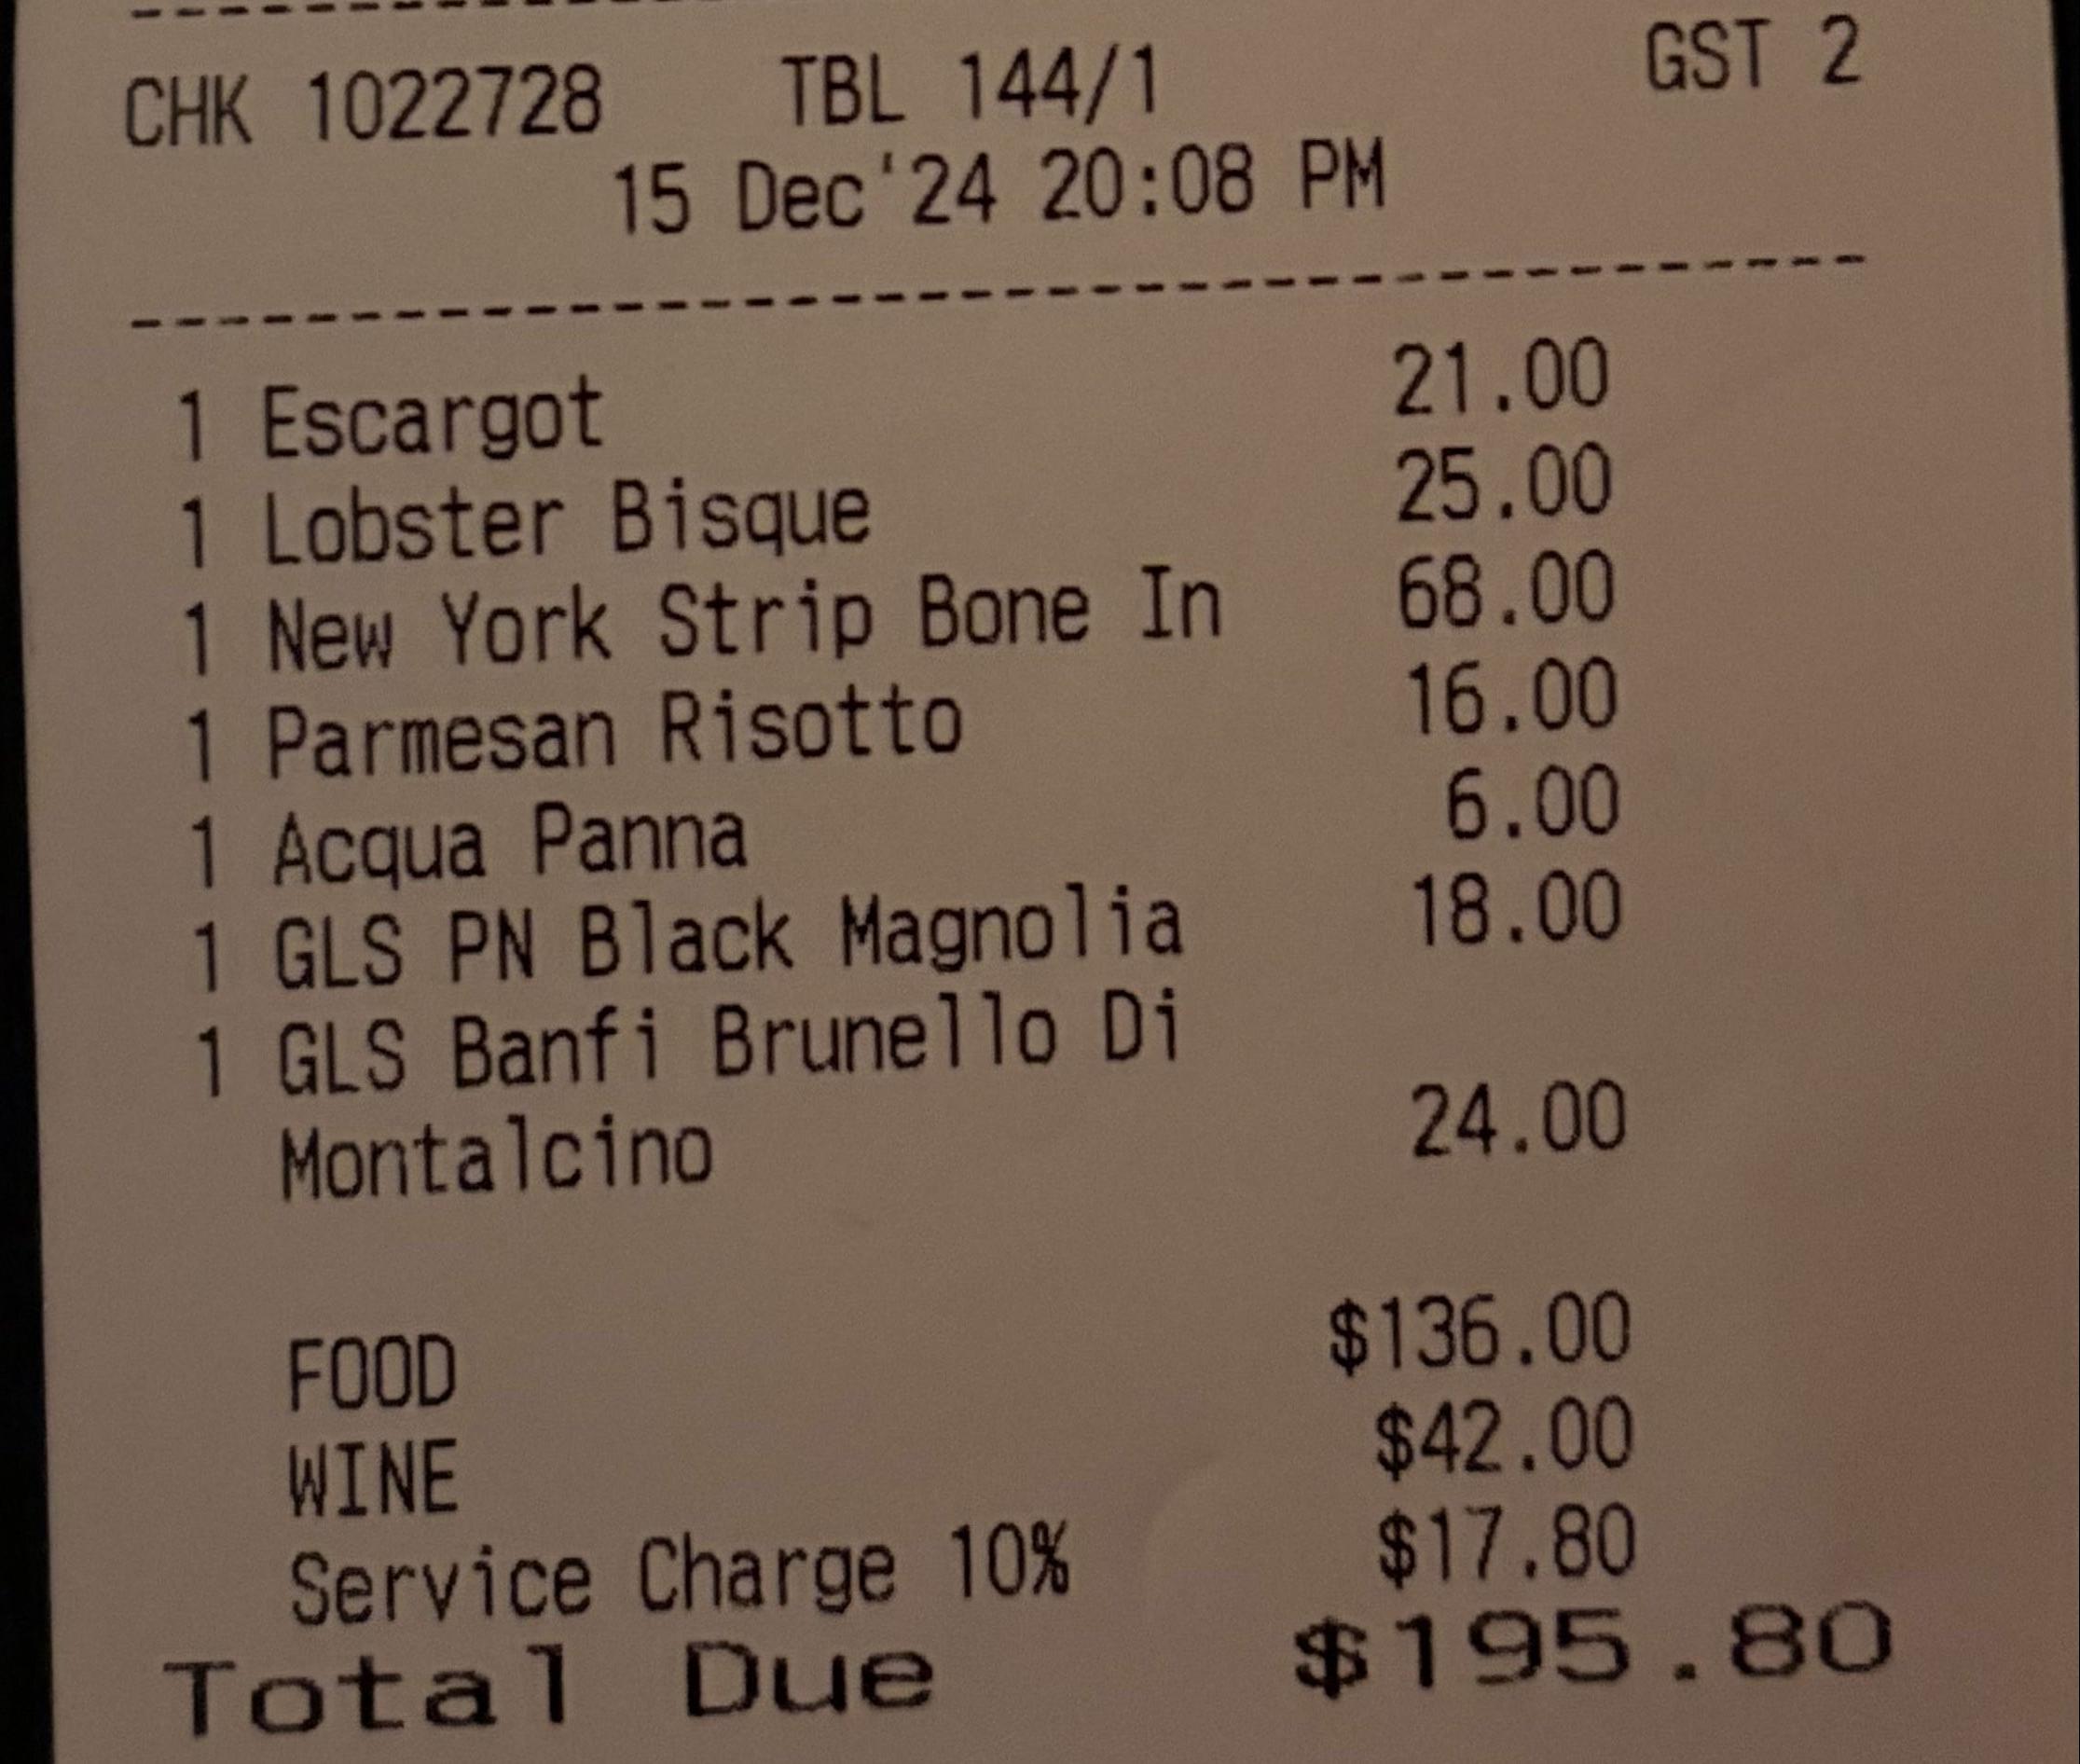 CHK 1022728 TBL 144/1 GST 2
15 Dec'24 20:08 PM
1 Escargot 21.00
1 Lobster Bisque 25.00
1 New York Strip Bone In 68.00
1 Parmesan Risotto 16.00
1 Acqua Panna 6.00
1 GLS PN Black Magnolia 18.00
1 GLS Banfi Brunello Di
Montalcino 24.00
FOOD $136.00
WINE $42.00
Service Charge 10% $17.80
Total Due $195.80